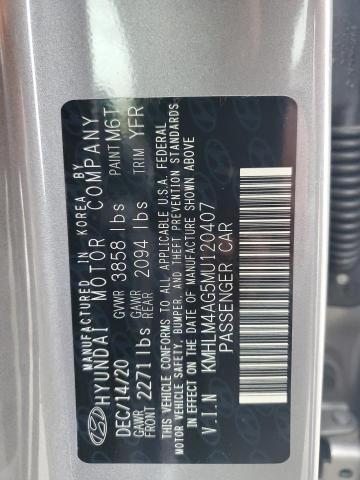 MANUFACTURED IN KOREA BY
HYUNDAI MOTOR COMPANY
DEC/14/20 GVWR 3858 lbs PAINT M6T
GAWR FRONT 2271 lbs GAWR REAR 2094 lbs TRIM YFR
THIS VEHICLE CONFORMS TO ALL APPLICABLE U.S.A. FEDERAL
MOTOR VEHICLE SAFETY, BUMPER, AND THEFT PREVENTION STANDARDS
IN EFFECT ON THE DATE OF MANUFACTURE SHOWN ABOVE
V.I.N KMHLM4AG5MU120407
PASSENGER CAR